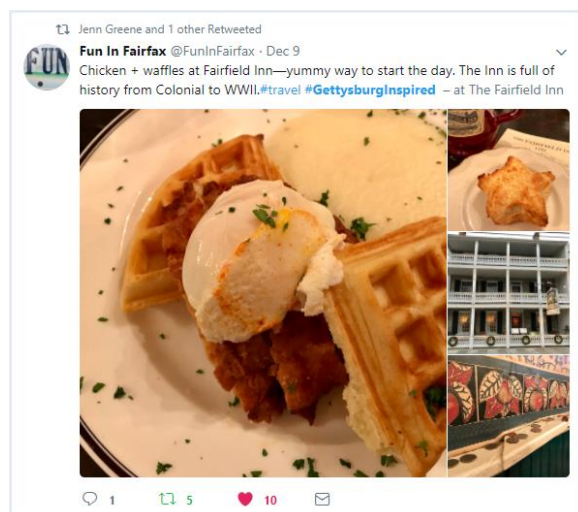 Jenn Greene and 1 other Retweeted
FUN
Fun In Fairfax @FunInFairfax · Dec 9
Chicken + waffles at Fairfield Inn—yummy way to start the day. The Inn is full of
history from Colonial to WWII.#travel #GettysburgInspired – at The Fairfield Inn
1 5 10